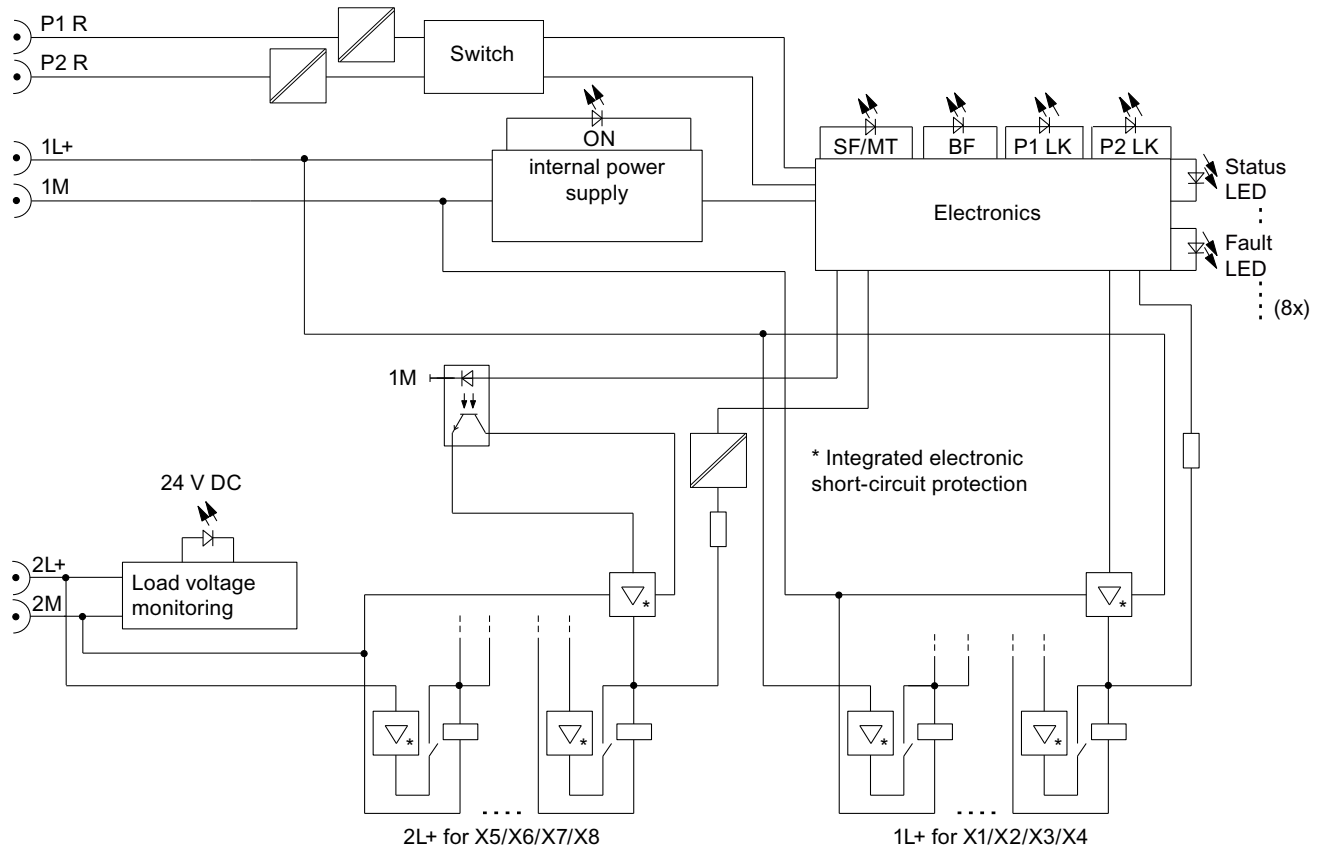 P1 R
P2 R
Switch
1L+
1M
ON
internal power
supply
SF/MT
BF
P1 LK
P2 LK
Electronics
Status
LED
Fault
LED
(8x)
1M
* Integrated electronic
short-circuit protection
24 V DC
2L+
2M
Load voltage
monitoring
*
*
*
*
*
*
2L+ for X5/X6/X7/X8
1L+ for X1/X2/X3/X4